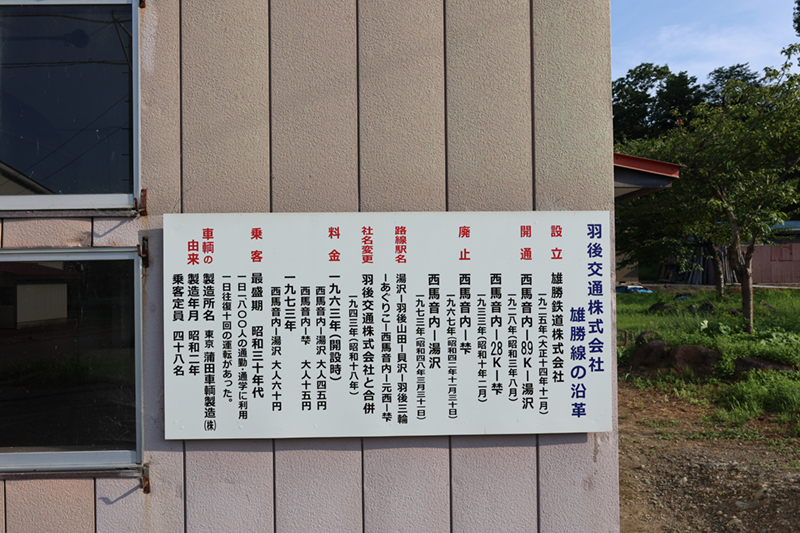 羽後交通株式会社
雄勝線の沿革
設立 雄勝鉄道株式会社
一九二五年(大正十四年十一月)
開通 西馬音内ー89Kー湯沢
一九二八年(昭和三年八月)
西馬音内ー28Kー梺
一九三三年(昭和十年二月)
廃止 西馬音内ー梺
一九六七年(昭和四二年十一月三十日)
西馬音内ー湯沢
一九七三年(昭和四八年三月三十一日)
路線駅名 湯沢ー羽後山田ー貝沢ー羽後三輪
ーあぐりこー西馬音内ー元西ー梺
社名変更 羽後交通株式会社と合併
一九四三年(昭和十八年)
料金 一九六三年(開設時)
西馬音内ー湯沢 大人四五円
西馬音内ー梺 大人十五円
一九七三年
西馬音内ー湯沢 大人六十円
乗客 最盛期 昭和三十年代
一日一八〇〇人の通勤・通学に利用
一日往復十回の運転があった。
車輌の由来 製造所名 東京 蒲田車輌製造(株)
製造年月 昭和二年
乗客定員 四十八名